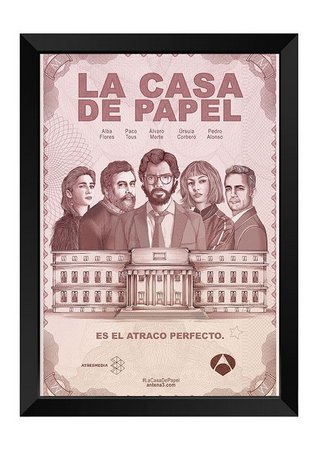 LA CASA
DE PAPEL
Alba Flores
Paco Tous
Álvaro Morte
Úrsula Corberó
Pedro Alonso
ES EL ATRACO PERFECTO.
ATRESMEDIA
#LaCasaDePapel
antena3.com